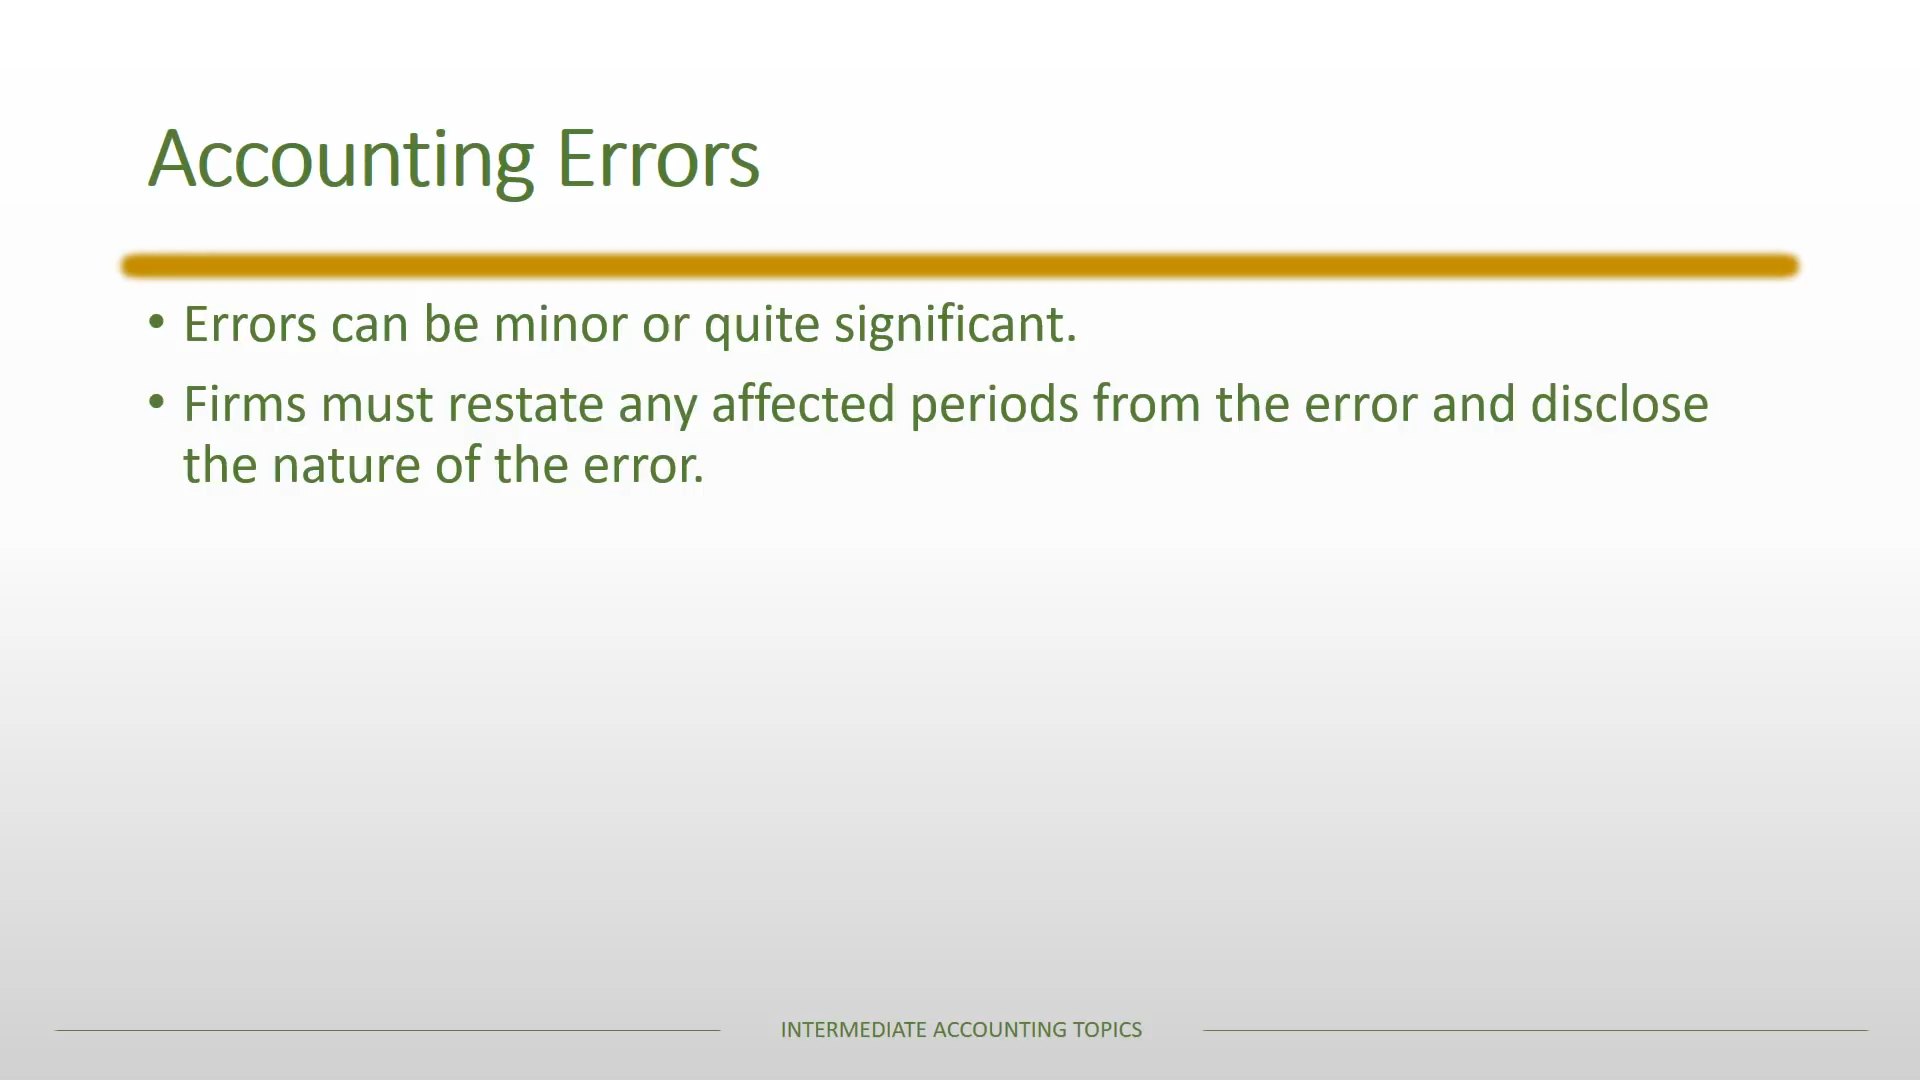 Accounting Errors
• Errors can be minor or quite significant.
• Firms must restate any affected periods from the error and disclose
the nature of the error.
INTERMEDIATE ACCOUNTING TOPICS